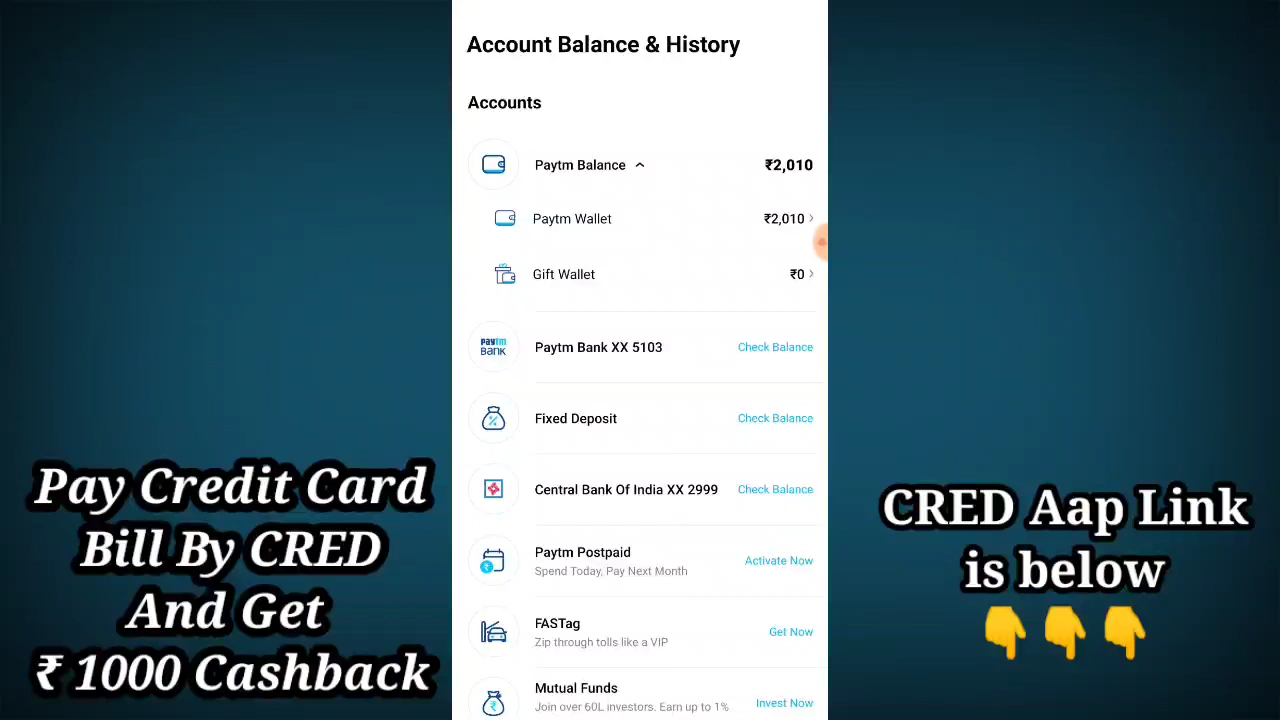 Account Balance & History
Accounts
Paytm Balance ₹2,010
Paytm Wallet ₹2,010
Gift Wallet ₹0
paytm
BANK
Paytm Bank XX 5103 Check Balance
Fixed Deposit Check Balance
Central Bank Of India XX 2999 Check Balance
Paytm Postpaid
Spend Today, Pay Next Month Activate Now
FASTag
Zip through tolls like a VIP Get Now
Mutual Funds
Join over 60L investors. Earn up to 1% Invest Now
Pay Credit Card
Bill By CRED
And Get
₹ 1000 Cashback
CRED Aap Link
is below
👇👇👇